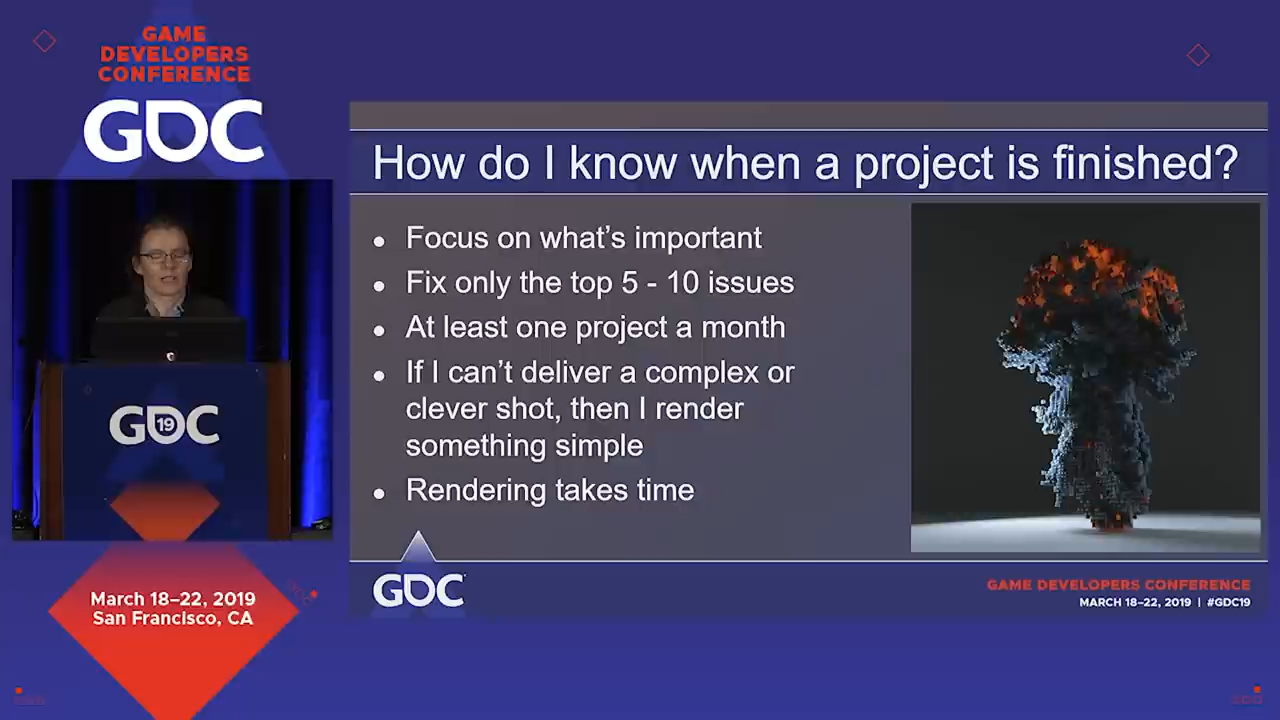 GAME
DEVELOPERS
CONFERENCE
GDC
GDC
19
March 18–22, 2019
San Francisco, CA
How do I know when a project is finished?
• Focus on what’s important
• Fix only the top 5 - 10 issues
• At least one project a month
• If I can’t deliver a complex or
clever shot, then I render
something simple
• Rendering takes time
GDC
GAME DEVELOPERS CONFERENCE
MARCH 18–22, 2019 | #GDC19